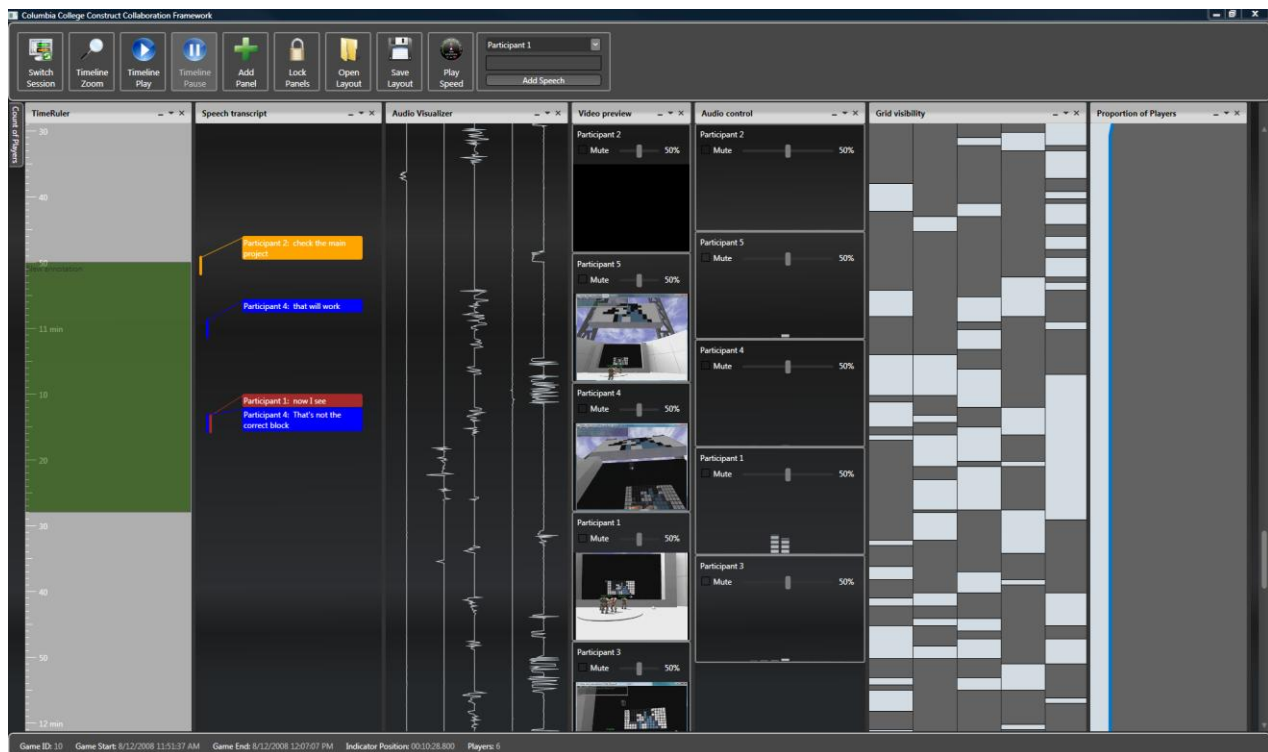 Columbia College Construct Collaboration Framework
Switch Session
Timeline Zoom
Timeline Play
Timeline Pause
Add Panel
Lock Panels
Open Layout
Save Layout
Play Speed
Participant 1
Add Speech
Count of Players
TimeRuler
Speech transcript
Audio Visualizer
Video preview
Audio control
Grid visibility
Proportion of Players
30
40
50
New annotation
11 min
10
20
30
40
50
12 min
Participant 2: check the main
project
Participant 4: that will work
Participant 1: now I see
Participant 4: That's not the
correct block
Participant 2
Mute 50%
Participant 5
Mute 50%
Participant 4
Mute 50%
Participant 1
Mute 50%
Participant 3
Mute 50%
Participant 2
Mute 50%
Participant 5
Mute 50%
Participant 4
Mute 50%
Participant 1
Mute 50%
Participant 3
Mute 50%
Game ID: 10 Game Start: 8/12/2008 11:51:37 AM Game End: 8/12/2008 12:07:07 PM Indicator Position: 00:10:28.800 Players: 6